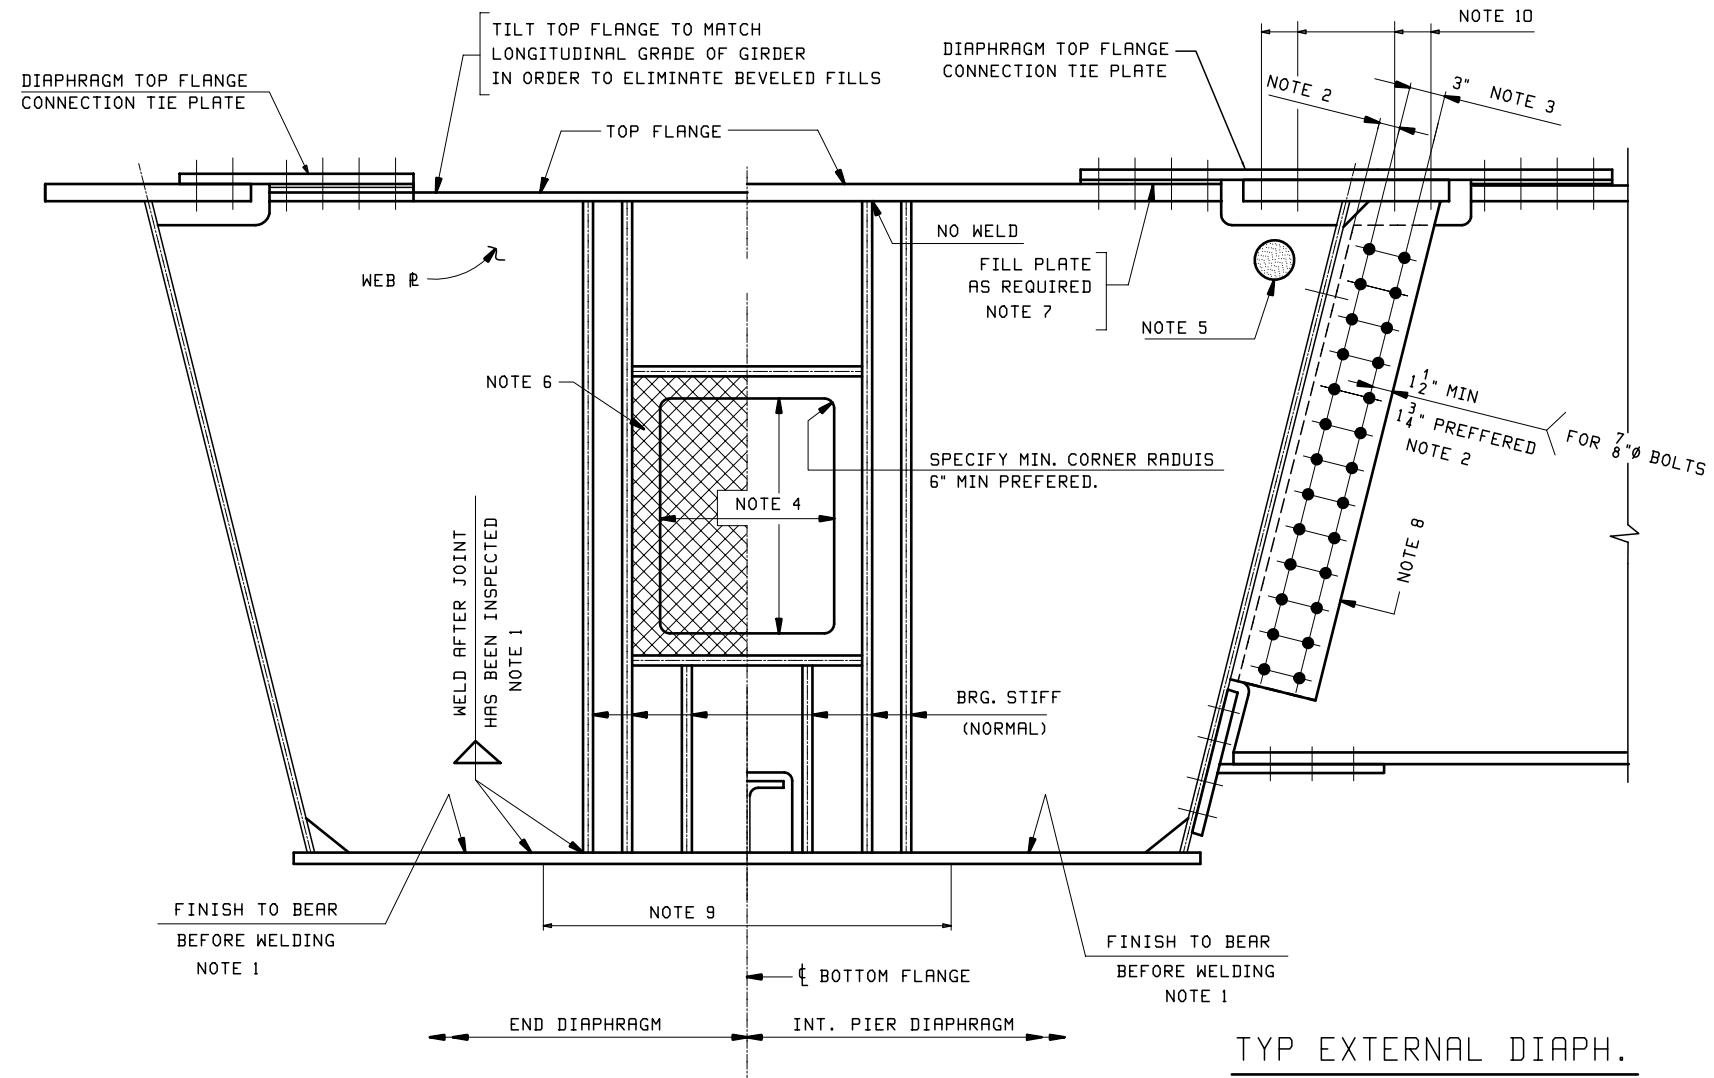 TILT TOP FLANGE TO MATCH
LONGITUDINAL GRADE OF GIRDER
IN ORDER TO ELIMINATE BEVELED FILLS
NOTE 10
DIAPHRAGM TOP FLANGE
CONNECTION TIE PLATE
DIAPHRAGM TOP FLANGE
CONNECTION TIE PLATE
NOTE 2
3" NOTE 3
TOP FLANGE
NO WELD
WEB ⅊
FILL PLATE
AS REQUIRED
NOTE 7
NOTE 5
NOTE 6
1 1/2" MIN
1 3/4" PREFFERED
NOTE 2
FOR 7/8"ø BOLTS
SPECIFY MIN. CORNER RADUIS
6" MIN PREFERED.
NOTE 4
WELD AFTER JOINT
HAS BEEN INSPECTED
NOTE 1
NOTE 8
BRG. STIFF
(NORMAL)
FINISH TO BEAR
BEFORE WELDING
NOTE 1
NOTE 9
FINISH TO BEAR
BEFORE WELDING
NOTE 1
℄ BOTTOM FLANGE
END DIAPHRAGM
INT. PIER DIAPHRAGM
TYP EXTERNAL DIAPH.